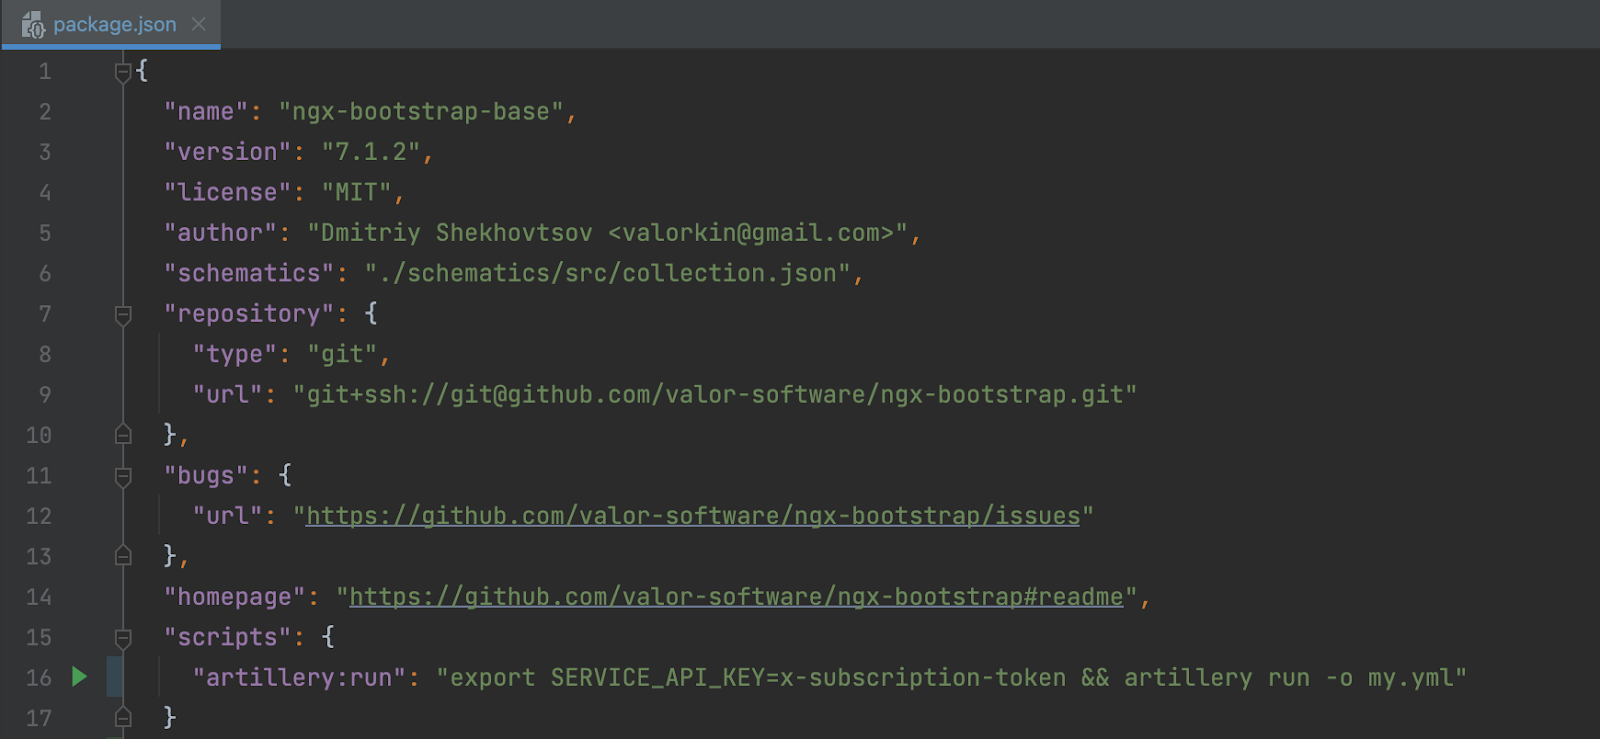 package.json
1 {
2 "name": "ngx-bootstrap-base",
3 "version": "7.1.2",
4 "license": "MIT",
5 "author": "Dmitriy Shekhovtsov <valorkin@gmail.com>",
6 "schematics": "./schematics/src/collection.json",
7 "repository": {
8 "type": "git",
9 "url": "git+ssh://git@github.com/valor-software/ngx-bootstrap.git"
10 },
11 "bugs": {
12 "url": "https://github.com/valor-software/ngx-bootstrap/issues"
13 },
14 "homepage": "https://github.com/valor-software/ngx-bootstrap#readme",
15 "scripts": {
16 "artillery:run": "export SERVICE_API_KEY=x-subscription-token && artillery run -o my.yml"
17 }